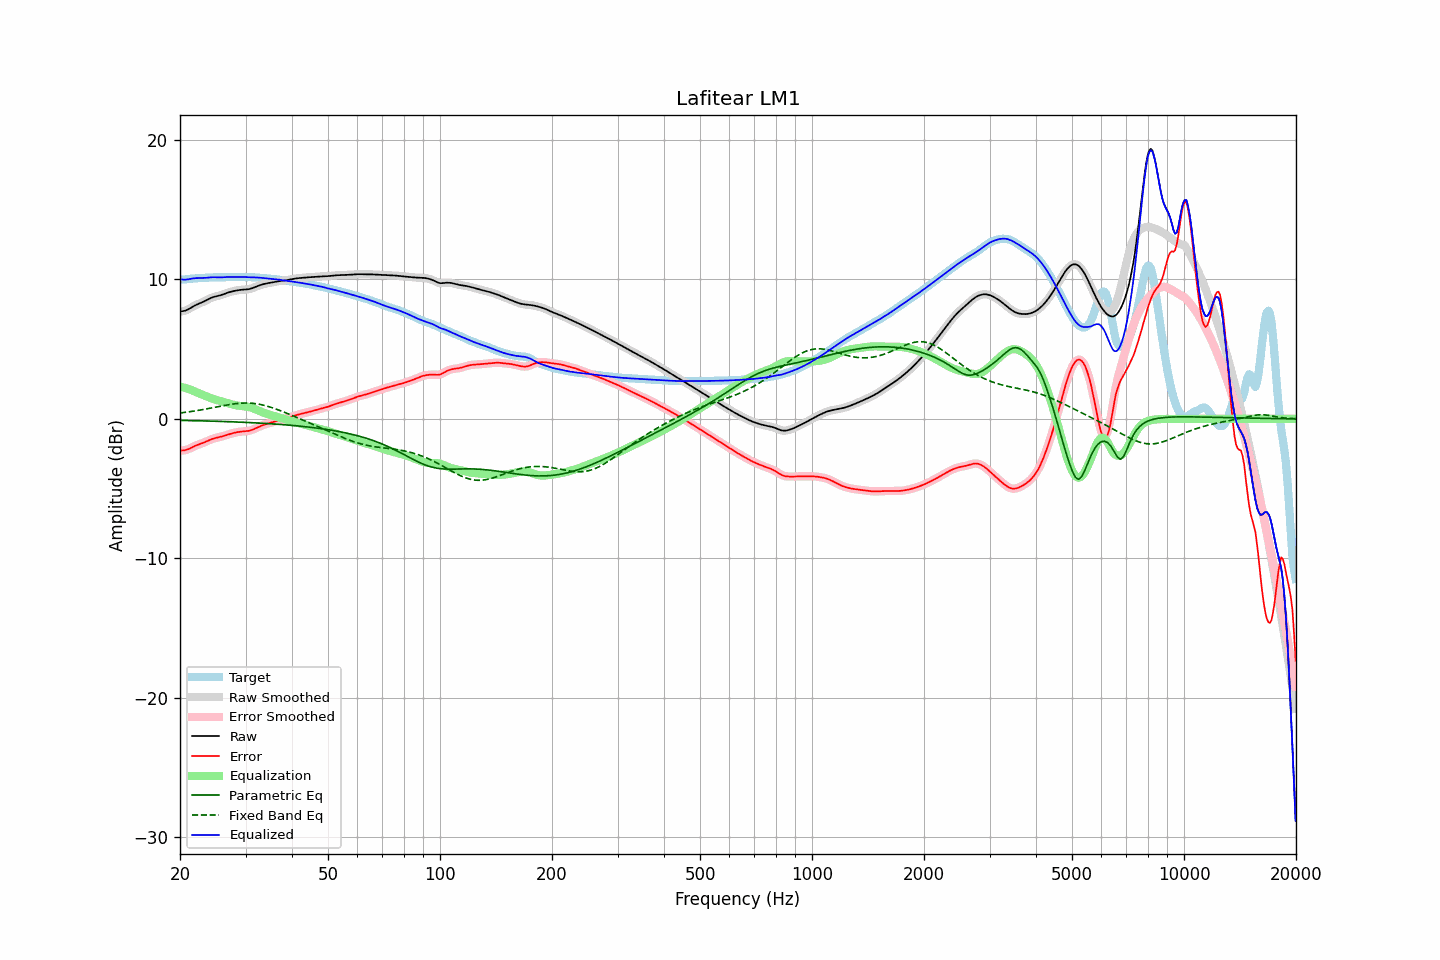 Lafitear LM1
20
10
0
−10
−20
−30
Amplitude (dBr)
Target
Raw Smoothed
Error Smoothed
Raw
Error
Equalization
Parametric Eq
Fixed Band Eq
Equalized
20 50 100 200 500 1000 2000 5000 10000 20000
Frequency (Hz)